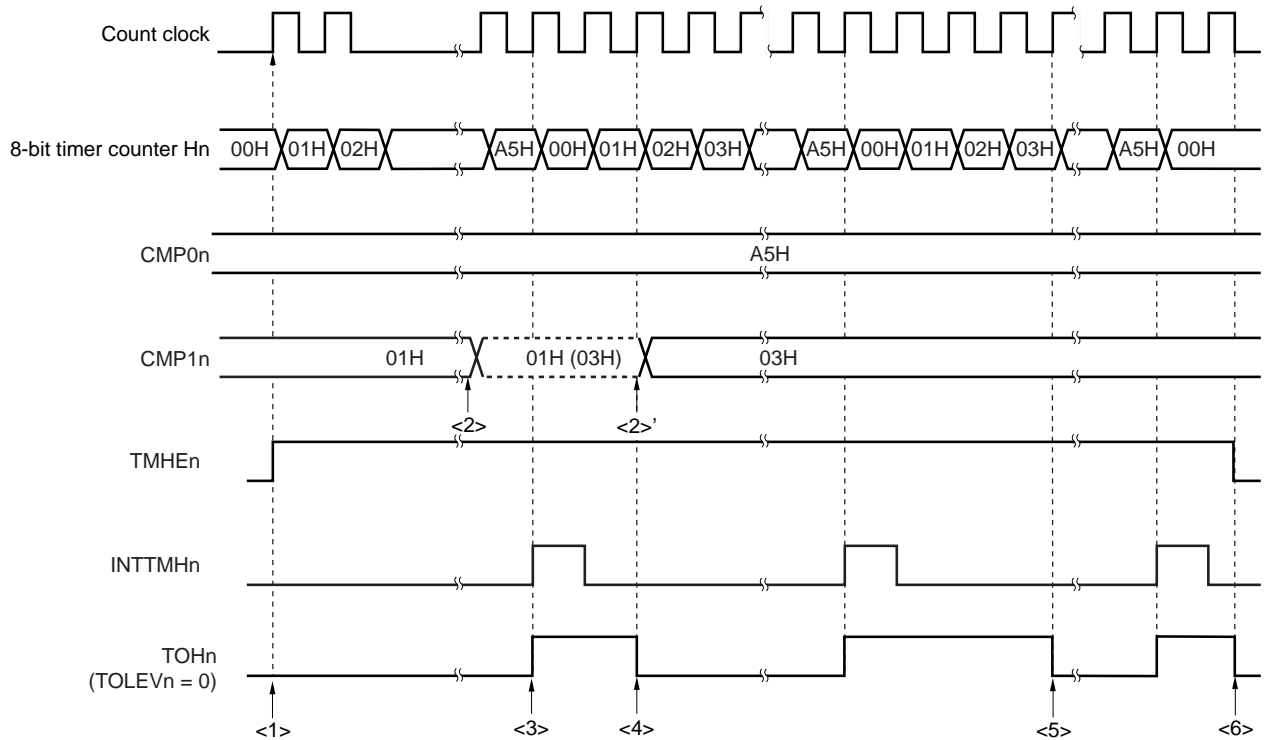 Count clock
8-bit timer counter Hn 00H 01H 02H A5H 00H 01H 02H 03H A5H 00H 01H 02H 03H A5H 00H
CMP0n A5H
CMP1n 01H 01H (03H) 03H
<2> <2>’
TMHEn
INTTMHn
TOHn
(TOLEVn = 0)
<1> <3> <4> <5> <6>